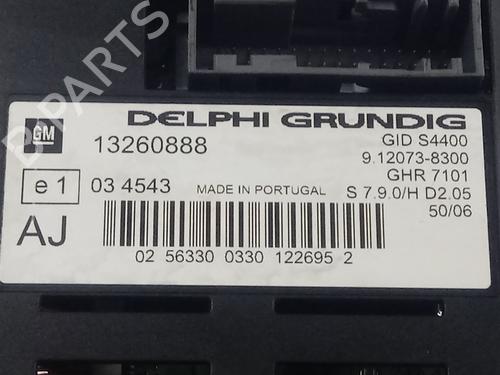 DELPHI GRUNDIG
GM
13260888
GID S4400
9.12073-8300
GHR 7101
e1
03 4543
MADE IN PORTUGAL
S 7.9.0/H D2.05
50/06
AJ
02 56330 0330 122695 2
B-PARTS